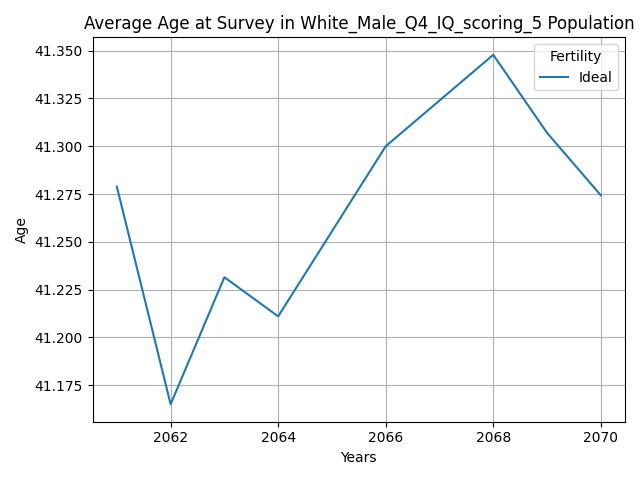 Average Age at Survey in White_Male_Q4_IQ_scoring_5 Population
Fertility
Ideal
41.350
41.325
41.300
41.275
41.250
41.225
41.200
41.175
Age
2062 2064 2066 2068 2070
Years